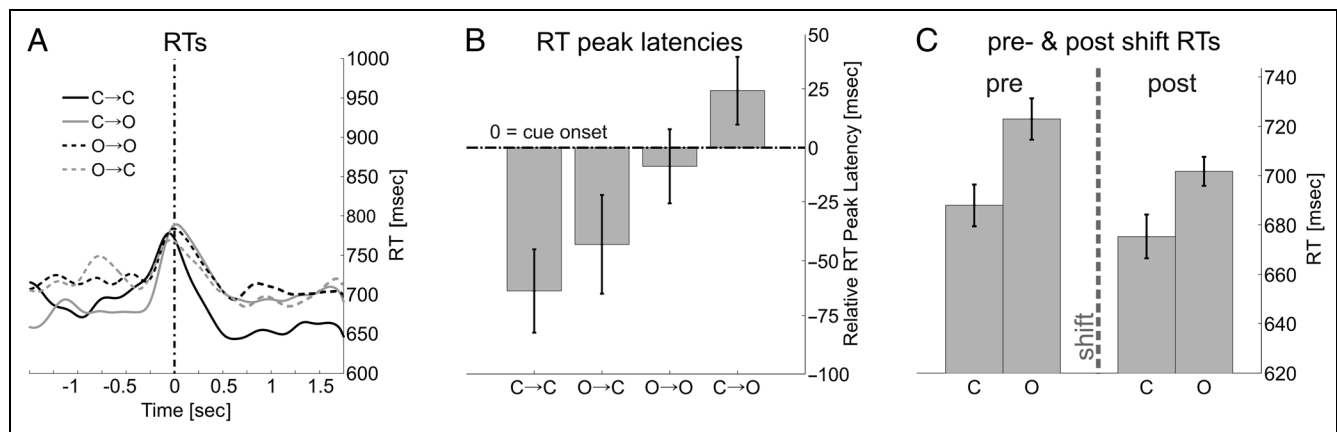 A
RTs
C→C
C→O
O→O
O→C
1000
950
900
850
800
750
700
650
600
RT [msec]
-1
-0.5
0
0.5
1
1.5
Time [sec]
B
RT peak latencies
0 = cue onset
50
25
0
−25
−50
−75
−100
Relative RT Peak Latency [msec]
C→C
O→C
O→O
C→O
C
pre- & post shift RTs
pre
post
shift
740
720
700
680
660
640
620
RT [msec]
C
O
C
O